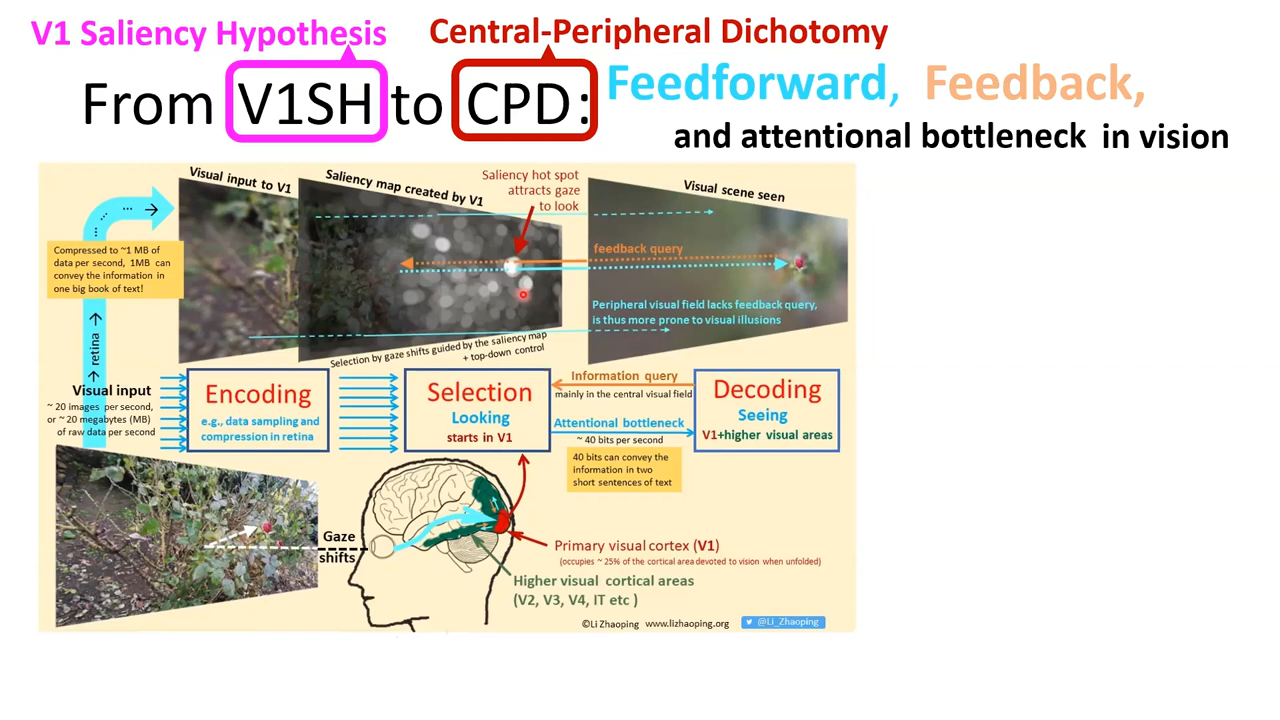 V1 Saliency Hypothesis
Central-Peripheral Dichotomy
From V1SH to CPD: Feedforward, Feedback,
and attentional bottleneck in vision
Visual input to V1
Saliency map created by V1
Saliency hot spot
attracts gaze
to look
Visual scene seen
... →
...
...
Compressed to ~1 MB of
data per second, 1MB can
convey the information in
one big book of text!
feedback query
Peripheral visual field lacks feedback query,
is thus more prone to visual illusions
Selection by gaze shifts guided by the saliency map
+ top-down control
→ retina →
Visual input
~ 20 images per second,
or ~ 20 megabytes (MB)
of raw data per second
Encoding
e.g., data sampling and
compression in retina
Selection
Looking
starts in V1
Information query
mainly in the central visual field
Attentional bottleneck
~ 40 bits per second
40 bits can convey the
information in two
short sentences of text
Decoding
Seeing
V1+higher visual areas
Gaze
shifts
Primary visual cortex (V1)
(occupies ~ 25% of the cortical area devoted to vision when unfolded)
Higher visual cortical areas
(V2, V3, V4, IT etc )
©Li Zhaoping www.lizhaoping.org @Li_Zhaoping